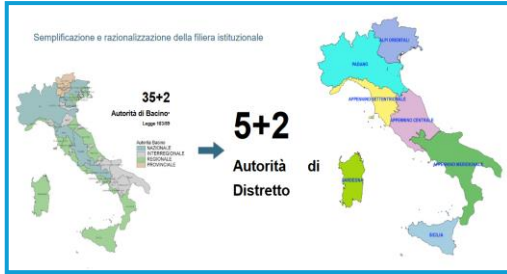 Semplificazione e razionalizzazione della filiera istituzionale
35+2
Autorità di Bacino
Legge 183/89
Autorità Bacino
NAZIONALE
INTERREGIONALE
REGIONALE
PROVINCIALE
5+2
Autorità di
Distretto
ALPI ORIENTALI
PADANO
APPENNINO SETTENTRIONALE
APPENNINO CENTRALE
APPENNINO MERIDIONALE
SARDEGNA
SICILIA